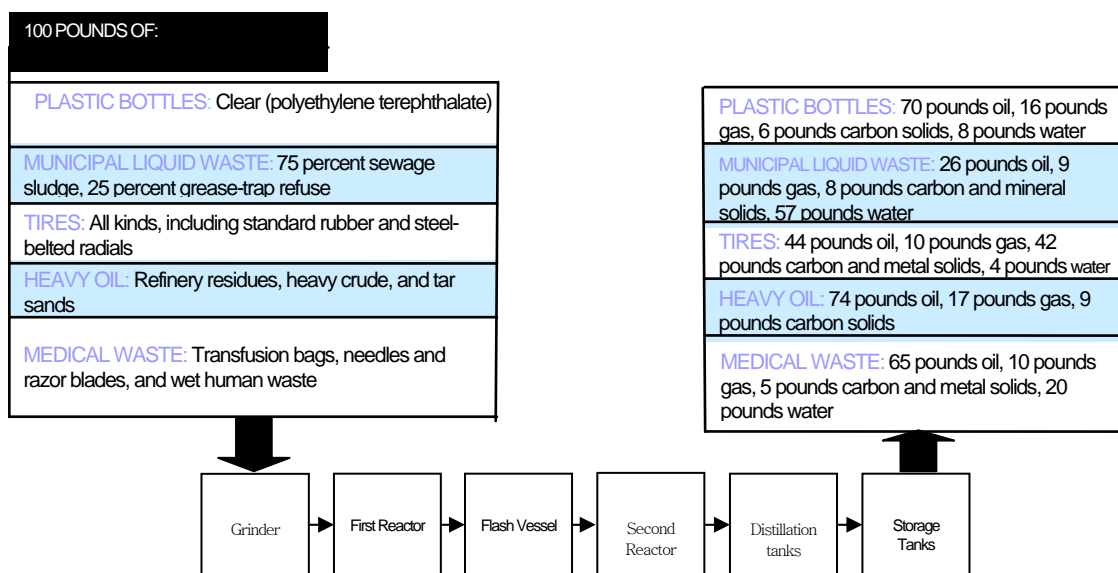 100 POUNDS OF:
PLASTIC BOTTLES: Clear (polyethylene terephthalate)
MUNICIPAL LIQUID WASTE: 75 percent sewage
sludge, 25 percent grease-trap refuse
TIRES: All kinds, including standard rubber and steel-
belted radials
HEAVY OIL: Refinery residues, heavy crude, and tar
sands
MEDICAL WASTE: Transfusion bags, needles and
razor blades, and wet human waste
PLASTIC BOTTLES: 70 pounds oil, 16 pounds
gas, 6 pounds carbon solids, 8 pounds water
MUNICIPAL LIQUID WASTE: 26 pounds oil, 9
pounds gas, 8 pounds carbon and mineral
solids, 57 pounds water
TIRES: 44 pounds oil, 10 pounds gas, 42
pounds carbon and metal solids, 4 pounds water
HEAVY OIL: 74 pounds oil, 17 pounds gas, 9
pounds carbon solids
MEDICAL WASTE: 65 pounds oil, 10 pounds
gas, 5 pounds carbon and metal solids, 20
pounds water
Grinder
First Reactor
Flash Vessel
Second
Reactor
Distillation
tanks
Storage
Tanks